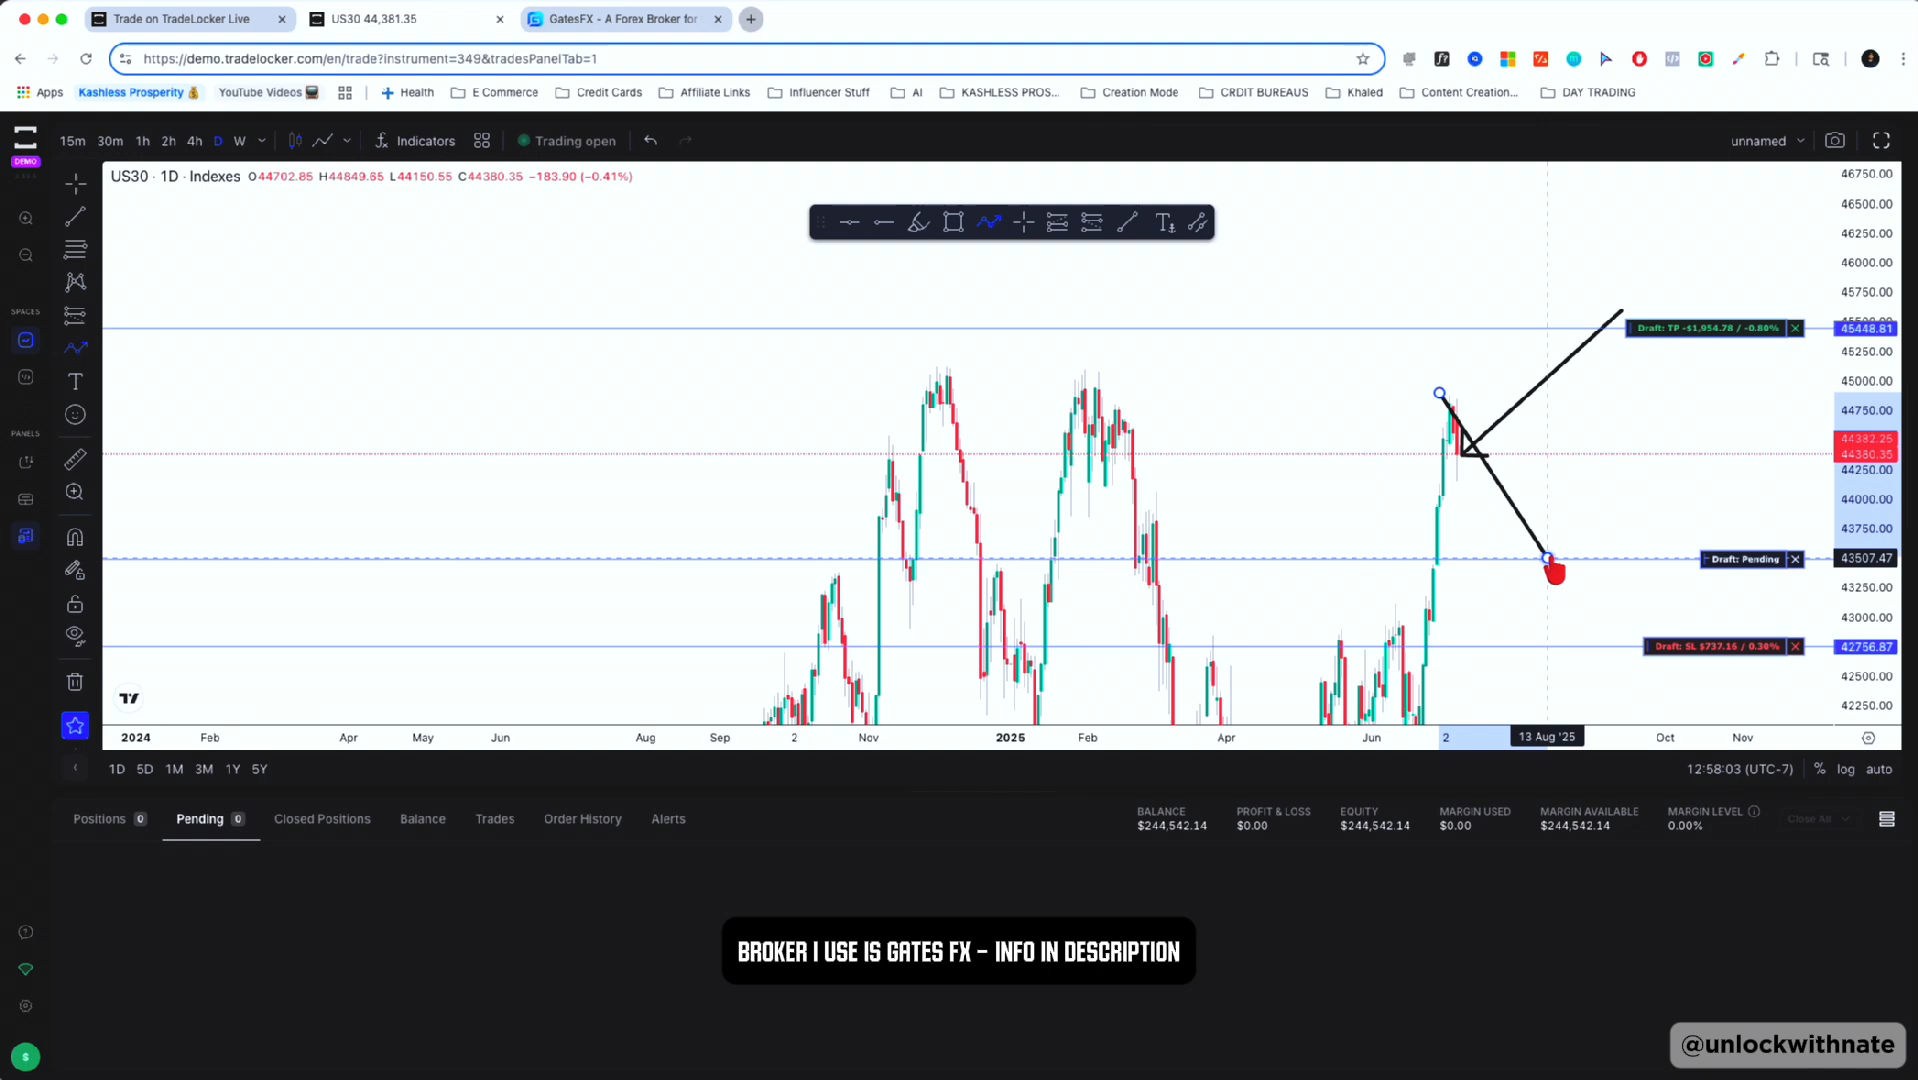 Trade on TradeLocker Live
US30 44,381.35
GatesFX - A Forex Broker for
https://demo.tradelocker.com/en/trade?instrument=349&tradesPanelTab=1
Apps
Kashless Prosperity
YouTube Videos
Health
E Commerce
Credit Cards
Affiliate Links
Influencer Stuff
AI
KASHLESS PROS...
Creation Mode
CRDIT BUREAUS
Khaled
Content Creation...
DAY TRADING
DEMO
15m 30m 1h 2h 4h D W
Indicators
Trading open
unnamed
US30 · 1D · Indexes O44702.85 H44849.65 L44150.55 C44380.35 −183.90 (−0.41%)
SPACES
PANELS
46750.00
46500.00
46250.00
46000.00
45750.00
Draft: TP -$1,954.78 / -0.80%
45448.81
45250.00
45000.00
44750.00
44382.25
44380.35
44250.00
44000.00
43750.00
Draft: Pending
43507.47
43250.00
43000.00
Draft: SL $737.16 / 0.30%
42756.87
42500.00
42250.00
2024 Feb Apr May Jun Aug Sep 2 Nov 2025 Feb Apr Jun 2 13 Aug '25 Oct Nov
1D 5D 1M 3M 1Y 5Y
12:58:03 (UTC-7) % log auto
Positions 0
Pending 0
Closed Positions
Balance
Trades
Order History
Alerts
BALANCE
$244,542.14
PROFIT & LOSS
$0.00
EQUITY
$244,542.14
MARGIN USED
$0.00
MARGIN AVAILABLE
$244,542.14
MARGIN LEVEL
0.00%
Close All
BROKER I USE IS GATES FX - INFO IN DESCRIPTION
@unlockwithnate